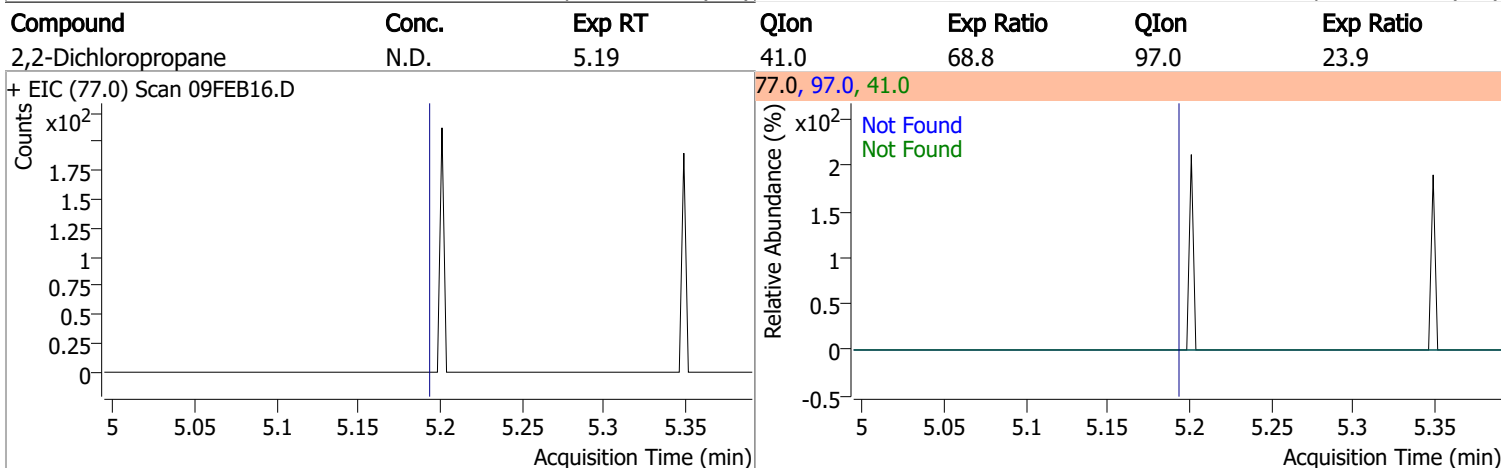 Compound Conc. Exp RT QIon Exp Ratio QIon Exp Ratio
2,2-Dichloropropane N.D. 5.19 41.0 68.8 97.0 23.9
+ EIC (77.0) Scan 09FEB16.D
Counts
x10²
1.75
1.5
1.25
1
0.75
0.5
0.25
0
5 5.05 5.1 5.15 5.2 5.25 5.3 5.35
Acquisition Time (min)
77.0, 97.0, 41.0
Relative Abundance (%)
x10²
Not Found
Not Found
2
1.5
1
0.5
0
-0.5
5 5.05 5.1 5.15 5.2 5.25 5.3 5.35
Acquisition Time (min)